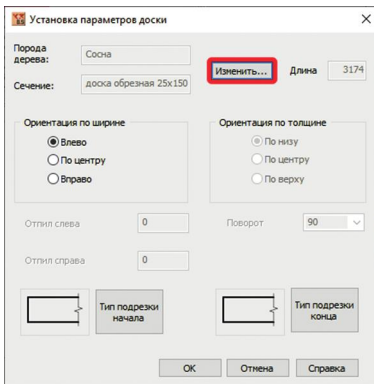 Установка параметров доски
Порода
дерева:
Сосна
Изменить...
Длина
3174
Сечение:
доска обрезная 25х150
Ориентация по ширине
Влево
По центру
Вправо
Ориентация по толщине
По низу
По центру
По верху
Отпил слева
0
Поворот
90
Отпил справа
0
Тип подрезки
начала
Тип подрезки
конца
ОК
Отмена
Справка